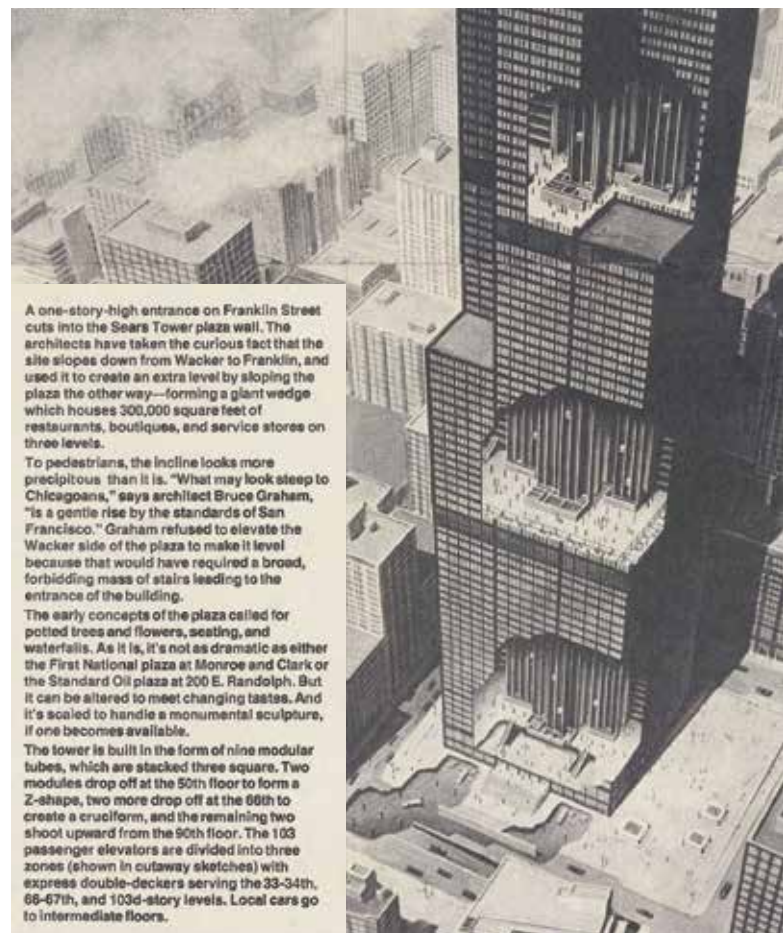 A one-story-high entrance on Franklin Street
cuts into the Sears Tower plaza wall. The
architects have taken the curious fact that the
site slopes down from Wacker to Franklin, and
used it to create an extra level by sloping the
plaza the other way—forming a giant wedge
which houses 300,000 square feet of
restaurants, boutiques, and service stores on
three levels.
To pedestrians, the incline looks more
precipitous than it is. "What may look steep to
Chicagoans," says architect Bruce Graham,
"is a gentle rise by the standards of San
Francisco." Graham refused to elevate the
Wacker side of the plaza to make it level
because that would have required a broad,
forbidding mass of stairs leading to the
entrance of the building.
The early concepts of the plaza called for
potted trees and flowers, seating, and
waterfalls. As it is, it's not as dramatic as either
the First National plaza at Monroe and Clark or
the Standard Oil plaza at 200 E. Randolph. But
it can be altered to meet changing tastes. And
it's scaled to handle a monumental sculpture,
if one becomes available.
The tower is built in the form of nine modular
tubes, which are stacked three square. Two
modules drop off at the 50th floor to form a
Z-shape, two more drop off at the 66th to
create a cruciform, and the remaining two
shoot upward from the 90th floor. The 103
passenger elevators are divided into three
zones (shown in cutaway sketches) with
express double-deckers serving the 33-34th,
66-67th, and 103d-story levels. Local cars go
to intermediate floors.